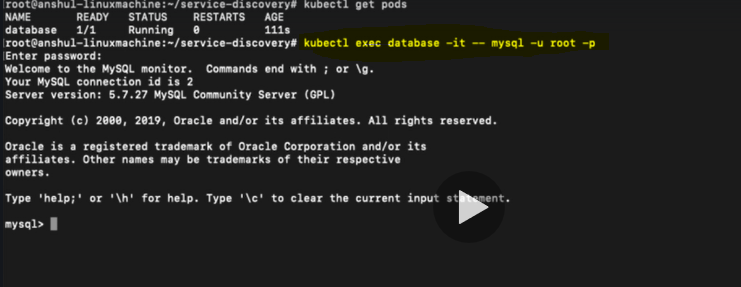 root@anshul-linuxmachine:~/service-discovery# kubectl get pods
NAME READY STATUS RESTARTS AGE
database 1/1 Running 0 111s
root@anshul-linuxmachine:~/service-discovery# kubectl exec database -it -- mysql -u root -p
Enter password:
Welcome to the MySQL monitor. Commands end with ; or \g.
Your MySQL connection id is 2
Server version: 5.7.27 MySQL Community Server (GPL)
Copyright (c) 2000, 2019, Oracle and/or its affiliates. All rights reserved.
Oracle is a registered trademark of Oracle Corporation and/or its
affiliates. Other names may be trademarks of their respective
owners.
Type 'help;' or '\h' for help. Type '\c' to clear the current input statement.
mysql>